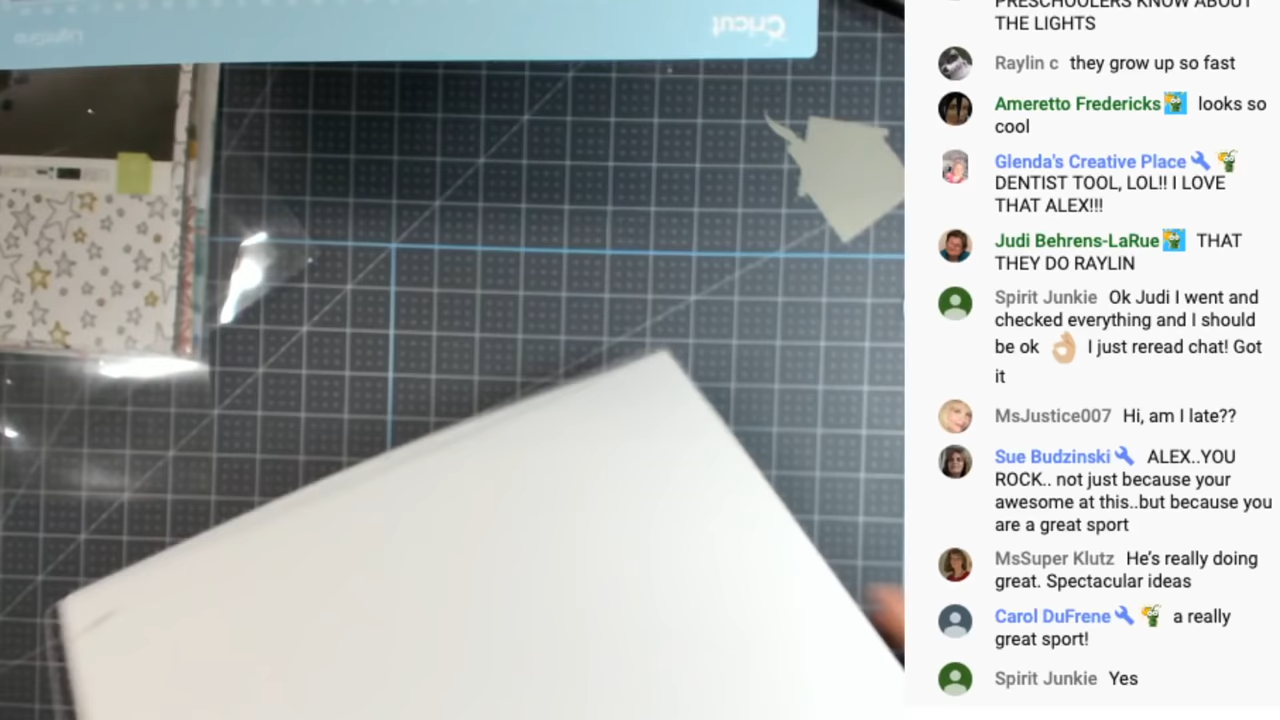 Cricut
LightGrip
PRESCHOOLERS KNOW ABOUT
THE LIGHTS
Raylin c they grow up so fast
Ameretto Fredericks looks so
cool
Glenda's Creative Place
DENTIST TOOL, LOL!! I LOVE
THAT ALEX!!!
Judi Behrens-LaRue THAT
THEY DO RAYLIN
Spirit Junkie Ok Judi I went and
checked everything and I should
be ok 👌🏼 I just reread chat! Got
it
MsJustice007 Hi, am I late??
Sue Budzinski ALEX..YOU
ROCK.. not just because your
awesome at this..but because you
are a great sport
MsSuper Klutz He's really doing
great. Spectacular ideas
Carol DuFrene a really
great sport!
Spirit Junkie Yes